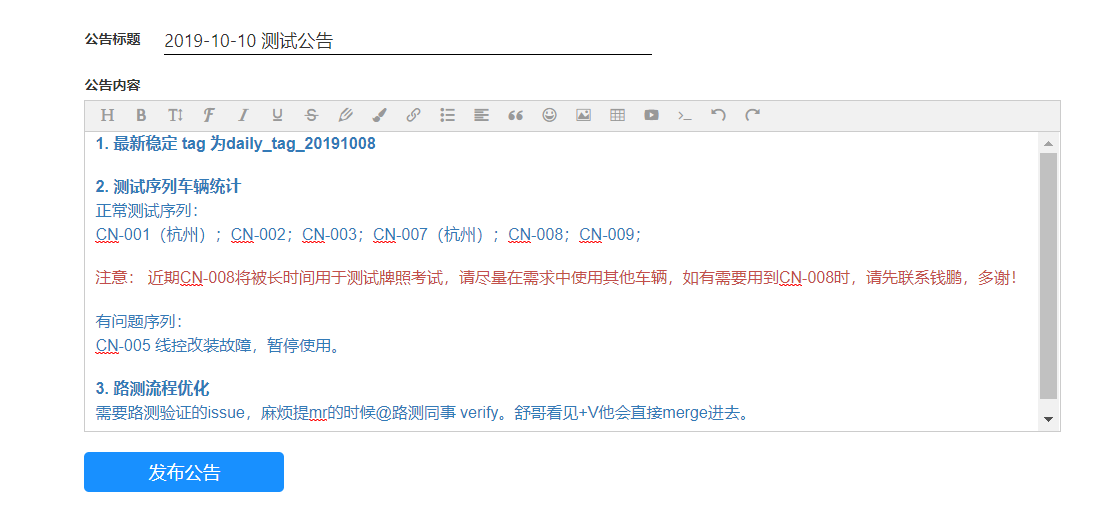 公告标题
2019-10-10 测试公告
公告内容
1. 最新稳定 tag 为daily_tag_20191008
2. 测试序列车辆统计
正常测试序列：
CN-001（杭州）；CN-002；CN-003；CN-007（杭州）；CN-008；CN-009；
注意： 近期CN-008将被长时间用于测试牌照考试，请尽量在需求中使用其他车辆，如有需要用到CN-008时，请先联系钱鹏，多谢！
有问题序列：
CN-005 线控改装故障，暂停使用。
3. 路测流程优化
需要路测验证的issue，麻烦提mr的时候@路测同事 verify。舒哥看见+V他会直接merge进去。
发布公告